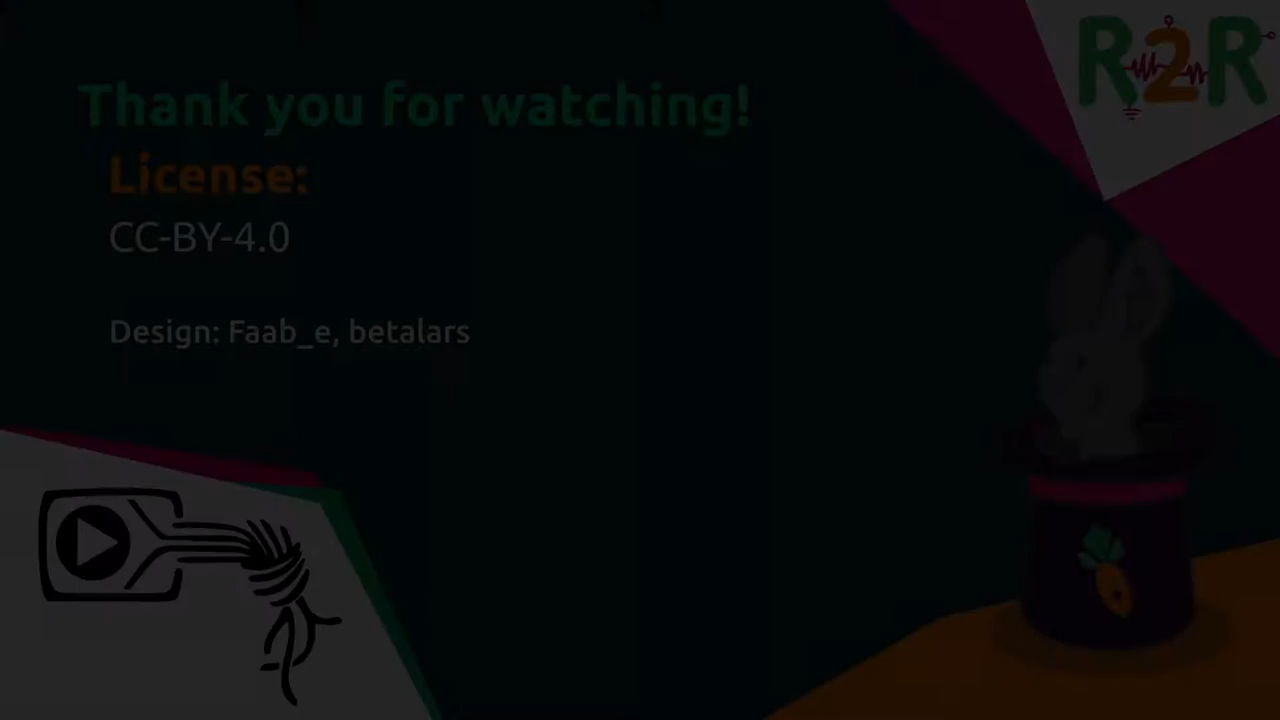 R2R
Thank you for watching!
License:
CC-BY-4.0
Design: Faab_e, betalars